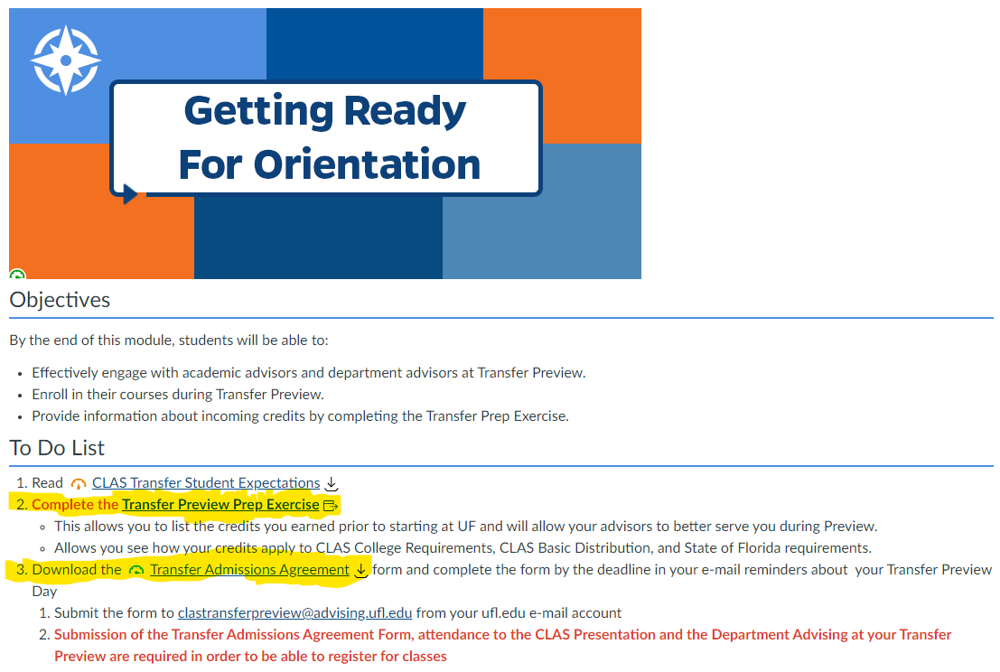 Getting Ready
For Orientation
Objectives
By the end of this module, students will be able to:
• Effectively engage with academic advisors and department advisors at Transfer Preview.
• Enroll in their courses during Transfer Preview.
• Provide information about incoming credits by completing the Transfer Prep Exercise.
To Do List
1. Read CLAS Transfer Student Expectations
2. Complete the Transfer Preview Prep Exercise
◦ This allows you to list the credits you earned prior to starting at UF and will allow your advisors to better serve you during Preview.
◦ Allows you see how your credits apply to CLAS College Requirements, CLAS Basic Distribution, and State of Florida requirements.
3. Download the Transfer Admissions Agreement form and complete the form by the deadline in your e-mail reminders about your Transfer Preview
Day
1. Submit the form to clastransferpreview@advising.ufl.edu from your ufl.edu e-mail account
2. Submission of the Transfer Admissions Agreement Form, attendance to the CLAS Presentation and the Department Advising at your Transfer
Preview are required in order to be able to register for classes